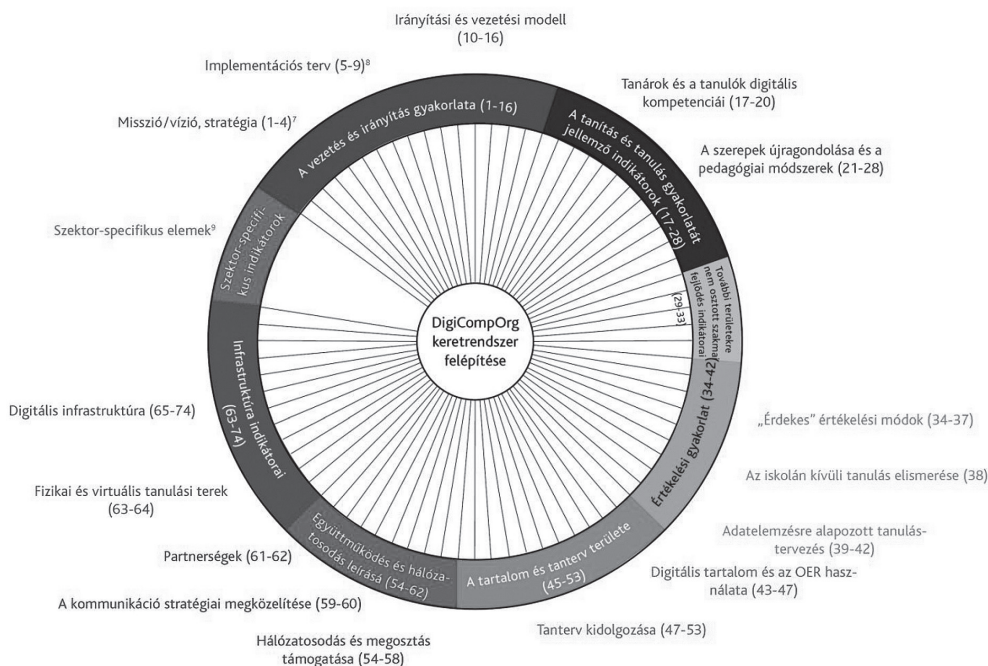 Irányítási és vezetési modell
(10-16)
Implementációs terv (5-9)⁸
Misszió/vízió, stratégia (1-4)⁷
Szektor-specifikus elemek⁹
Tanárok és a tanulók digitális
kompetenciái (17-20)
A szerepek újragondolása és a
pedagógiai módszerek (21-28)
A vezetés és irányítás gyakorlata (1-16)
A tanítás és tanulás gyakorlatát
jellemző indikátorok (17-28)
További területekre
nem osztott szakmai
fejlődés indikátorai
(29-33)
Értékelési gyakorlat (34-42)
A tartalom és tanterv területe
(45-53)
Együttműködés és hálóza-
tosodás leírása (54-62)
Infrastruktúra indikátorai
(63-74)
Szektor-specifi-
kus indikátorok
DigiCompOrg
keretrendszer
felépítése
„Érdekes” értékelési módok (34-37)
Az iskolán kívüli tanulás elismerése (38)
Adatelemzésre alapozott tanulás-
tervezés (39-42)
Digitális tartalom és az OER hasz-
nálata (43-47)
Tanterv kidolgozása (47-53)
Hálózatosodás és megosztás
támogatása (54-58)
A kommunikáció stratégiai megközelítése (59-60)
Partnerségek (61-62)
Fizikai és virtuális tanulási terek
(63-64)
Digitális infrastruktúra (65-74)